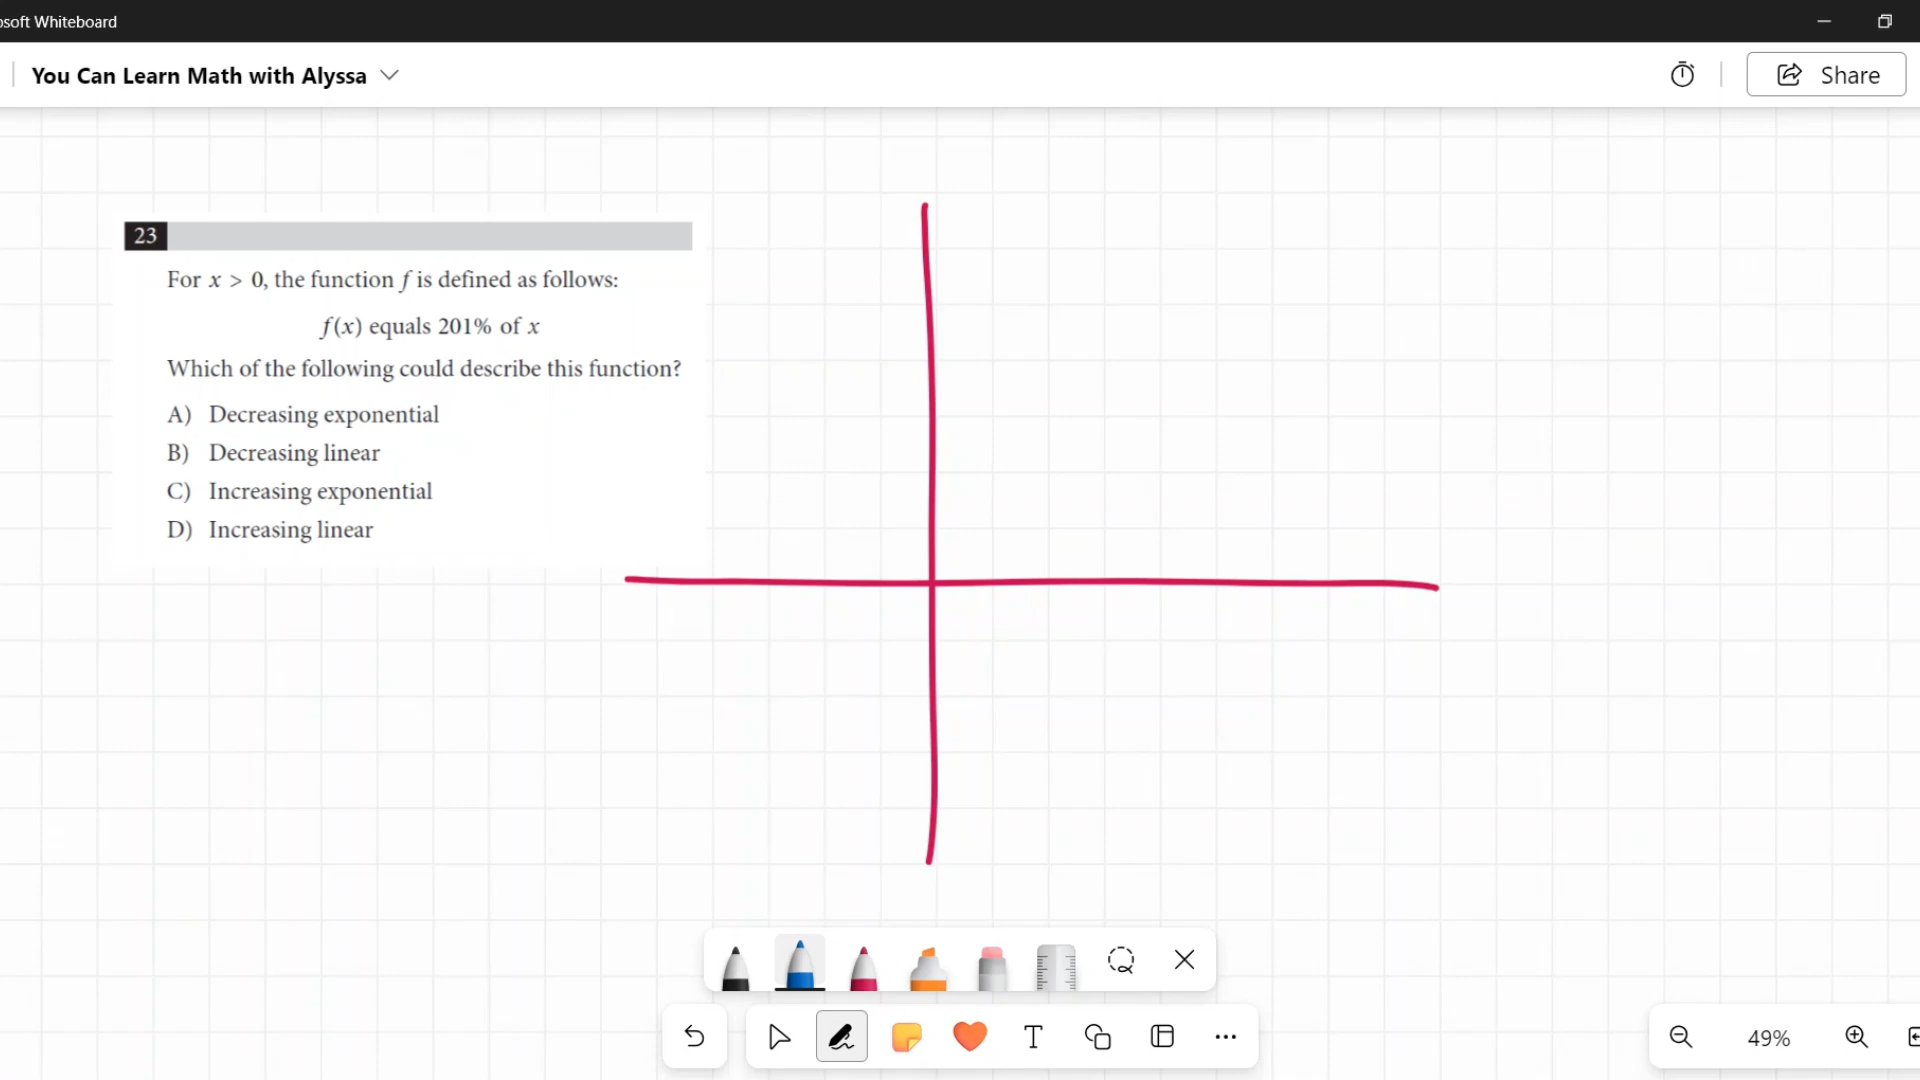 osoft Whiteboard
You Can Learn Math with Alyssa
Share
23
For x > 0, the function f is defined as follows:
f(x) equals 201% of x
Which of the following could describe this function?
A) Decreasing exponential
B) Decreasing linear
C) Increasing exponential
D) Increasing linear
T
49%